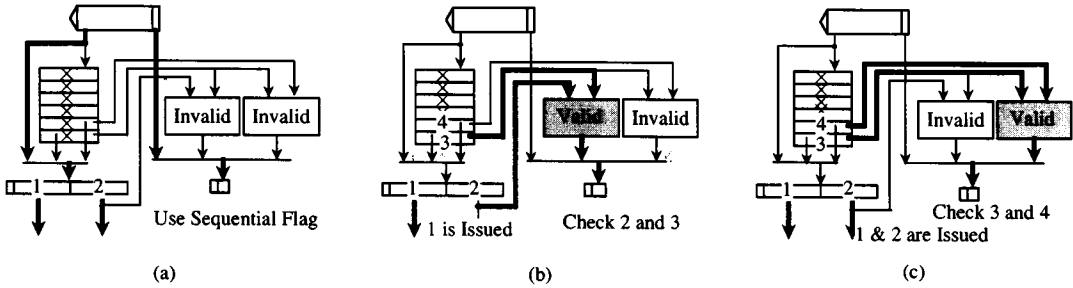 Invalid Invalid
1 2
Use Sequential Flag
(a)
Valid Invalid
4
3
1 2
1 is Issued
Check 2 and 3
(b)
Invalid Valid
4
3
1 2
Check 3 and 4
1 & 2 are Issued
(c)